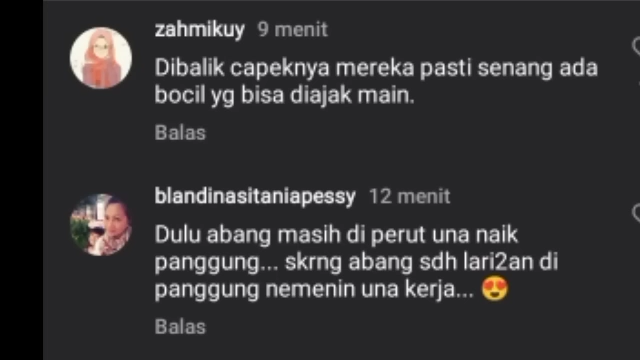 zahmikuy 9 menit
Dibalik capeknya mereka pasti senang ada
bocil yg bisa diajak main.
Balas
blandinasitaniapessy 12 menit
Dulu abang masih di perut una naik
panggung... skrng abang sdh lari2an di
panggung nemenin una kerja... 😍
Balas